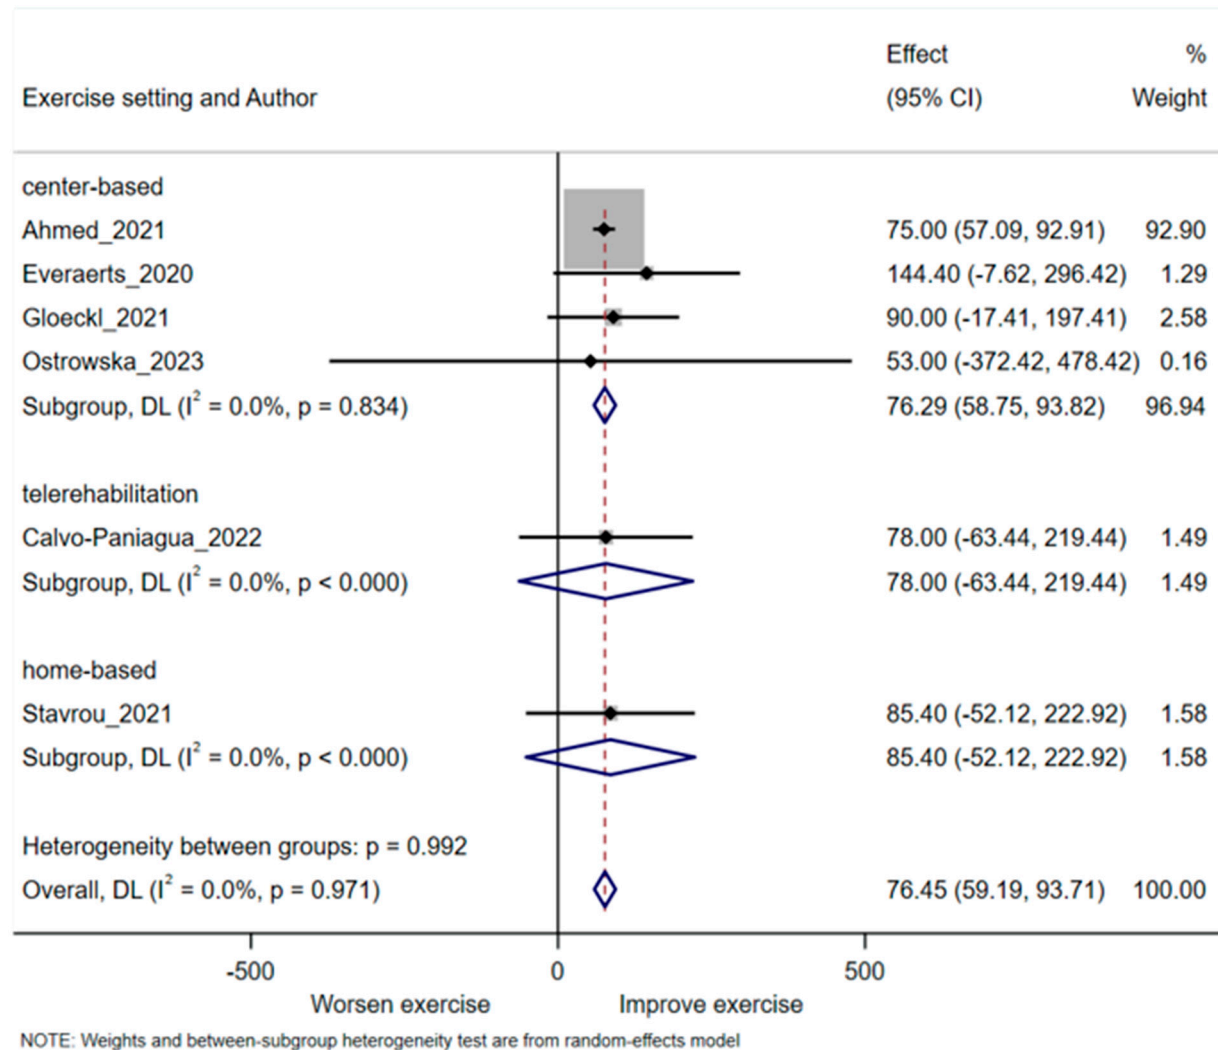 Effect %
Exercise setting and Author (95% CI) Weight
center-based
Ahmed_2021 75.00 (57.09, 92.91) 92.90
Everaerts_2020 144.40 (-7.62, 296.42) 1.29
Gloeckl_2021 90.00 (-17.41, 197.41) 2.58
Ostrowska_2023 53.00 (-372.42, 478.42) 0.16
Subgroup, DL (I² = 0.0%, p = 0.834) 76.29 (58.75, 93.82) 96.94
telerehabilitation
Calvo-Paniagua_2022 78.00 (-63.44, 219.44) 1.49
Subgroup, DL (I² = 0.0%, p < 0.000) 78.00 (-63.44, 219.44) 1.49
home-based
Stavrou_2021 85.40 (-52.12, 222.92) 1.58
Subgroup, DL (I² = 0.0%, p < 0.000) 85.40 (-52.12, 222.92) 1.58
Heterogeneity between groups: p = 0.992
Overall, DL (I² = 0.0%, p = 0.971) 76.45 (59.19, 93.71) 100.00
-500 0 500
Worsen exercise Improve exercise
NOTE: Weights and between-subgroup heterogeneity test are from random-effects model